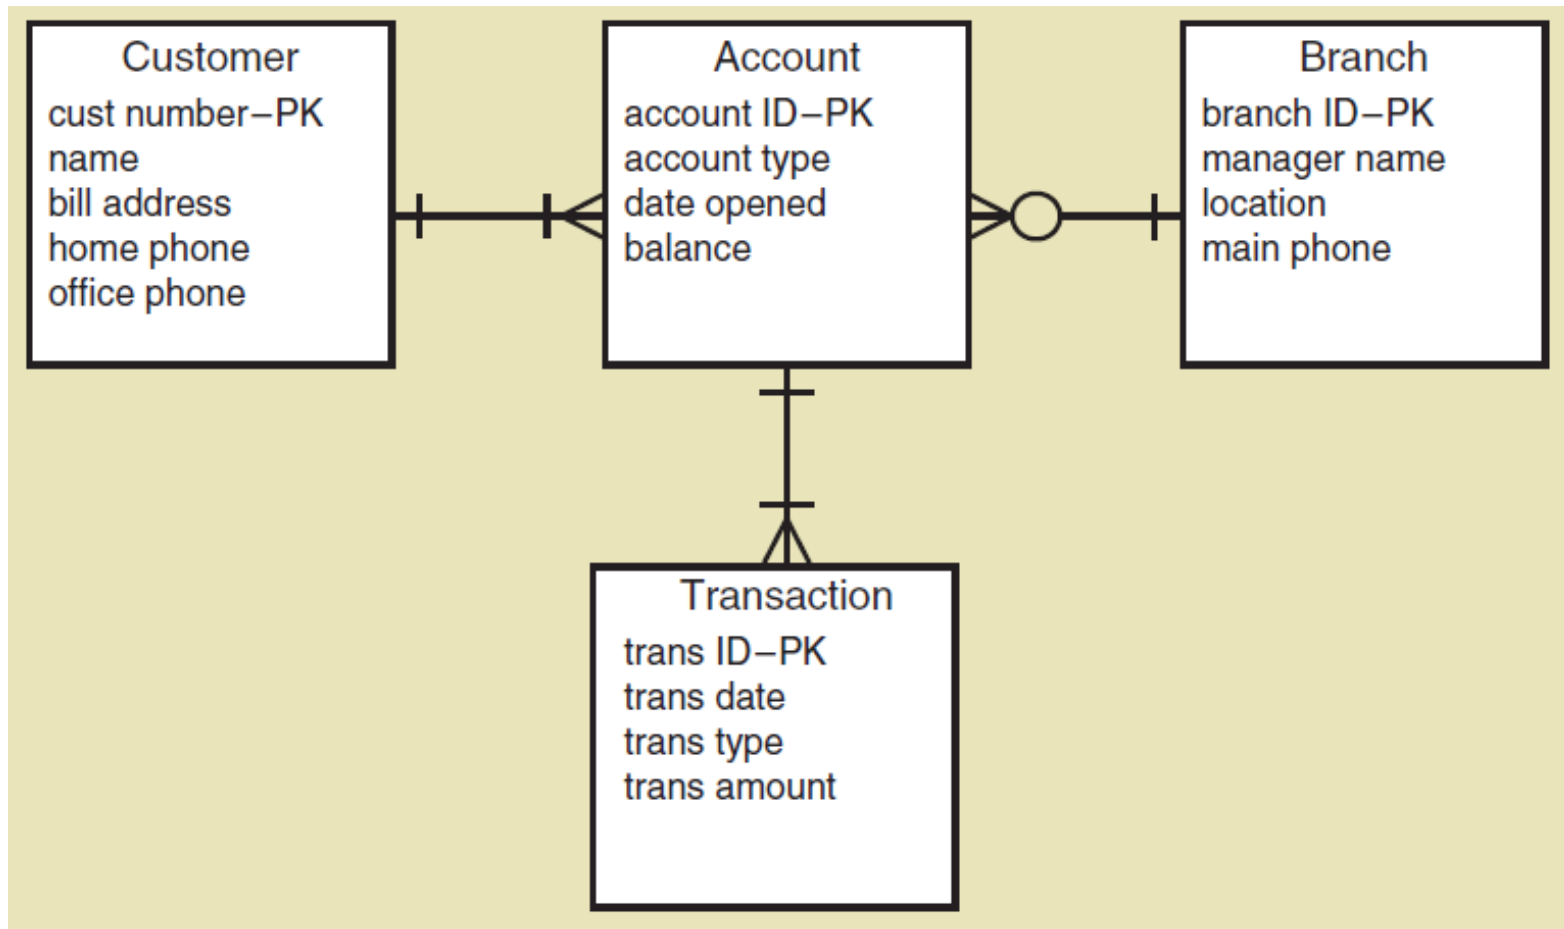 Customer
cust number–PK
name
bill address
home phone
office phone
Account
account ID–PK
account type
date opened
balance
Branch
branch ID–PK
manager name
location
main phone
Transaction
trans ID–PK
trans date
trans type
trans amount